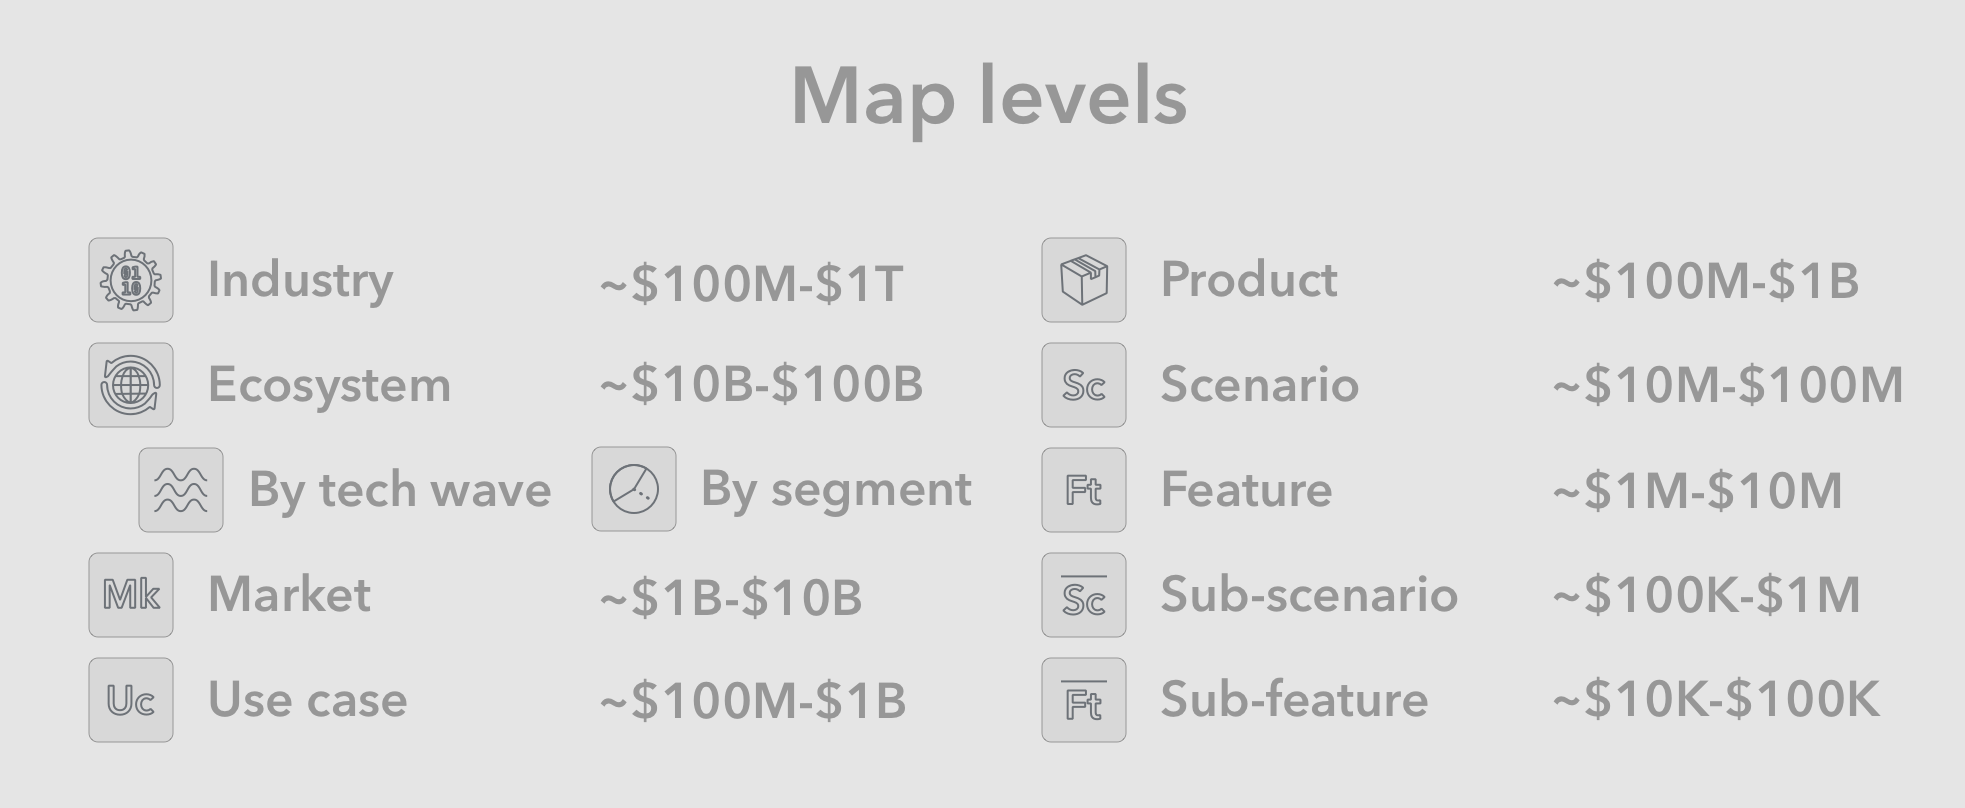 Map levels
01
10
Industry ~$100M-$1T
Ecosystem ~$10B-$100B
By tech wave By segment
Mk Market ~$1B-$10B
Uc Use case ~$100M-$1B
Product ~$100M-$1B
Sc Scenario ~$10M-$100M
Ft Feature ~$1M-$10M
Sc Sub-scenario ~$100K-$1M
Ft Sub-feature ~$10K-$100K